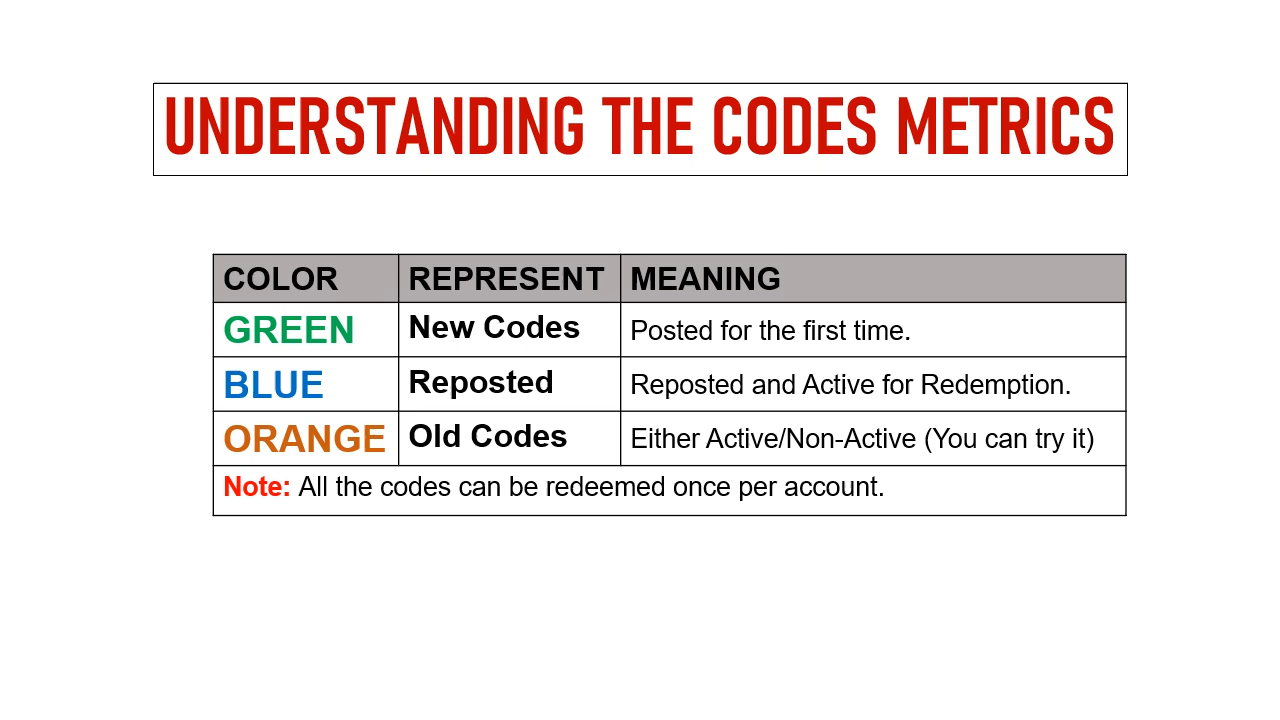 UNDERSTANDING THE CODES METRICS
COLOR REPRESENT MEANING
GREEN New Codes Posted for the first time.
BLUE Reposted Reposted and Active for Redemption.
ORANGE Old Codes Either Active/Non-Active (You can try it)
Note: All the codes can be redeemed once per account.